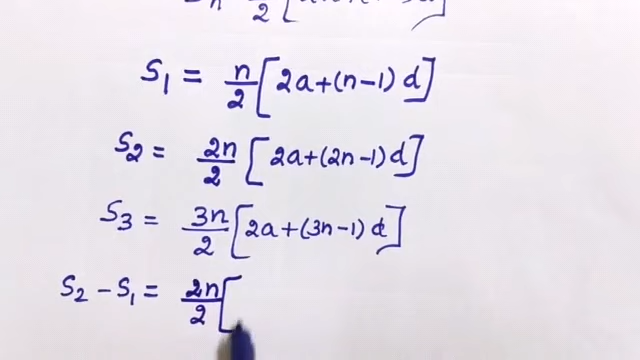 2
S₁ = n/2 [2a+(n-1) d]
S₂ = 2n/2 [2a+(2n-1) d]
S₃ = 3n/2 [2a+(3n-1) d]
S₂ - S₁ = 2n/2 [